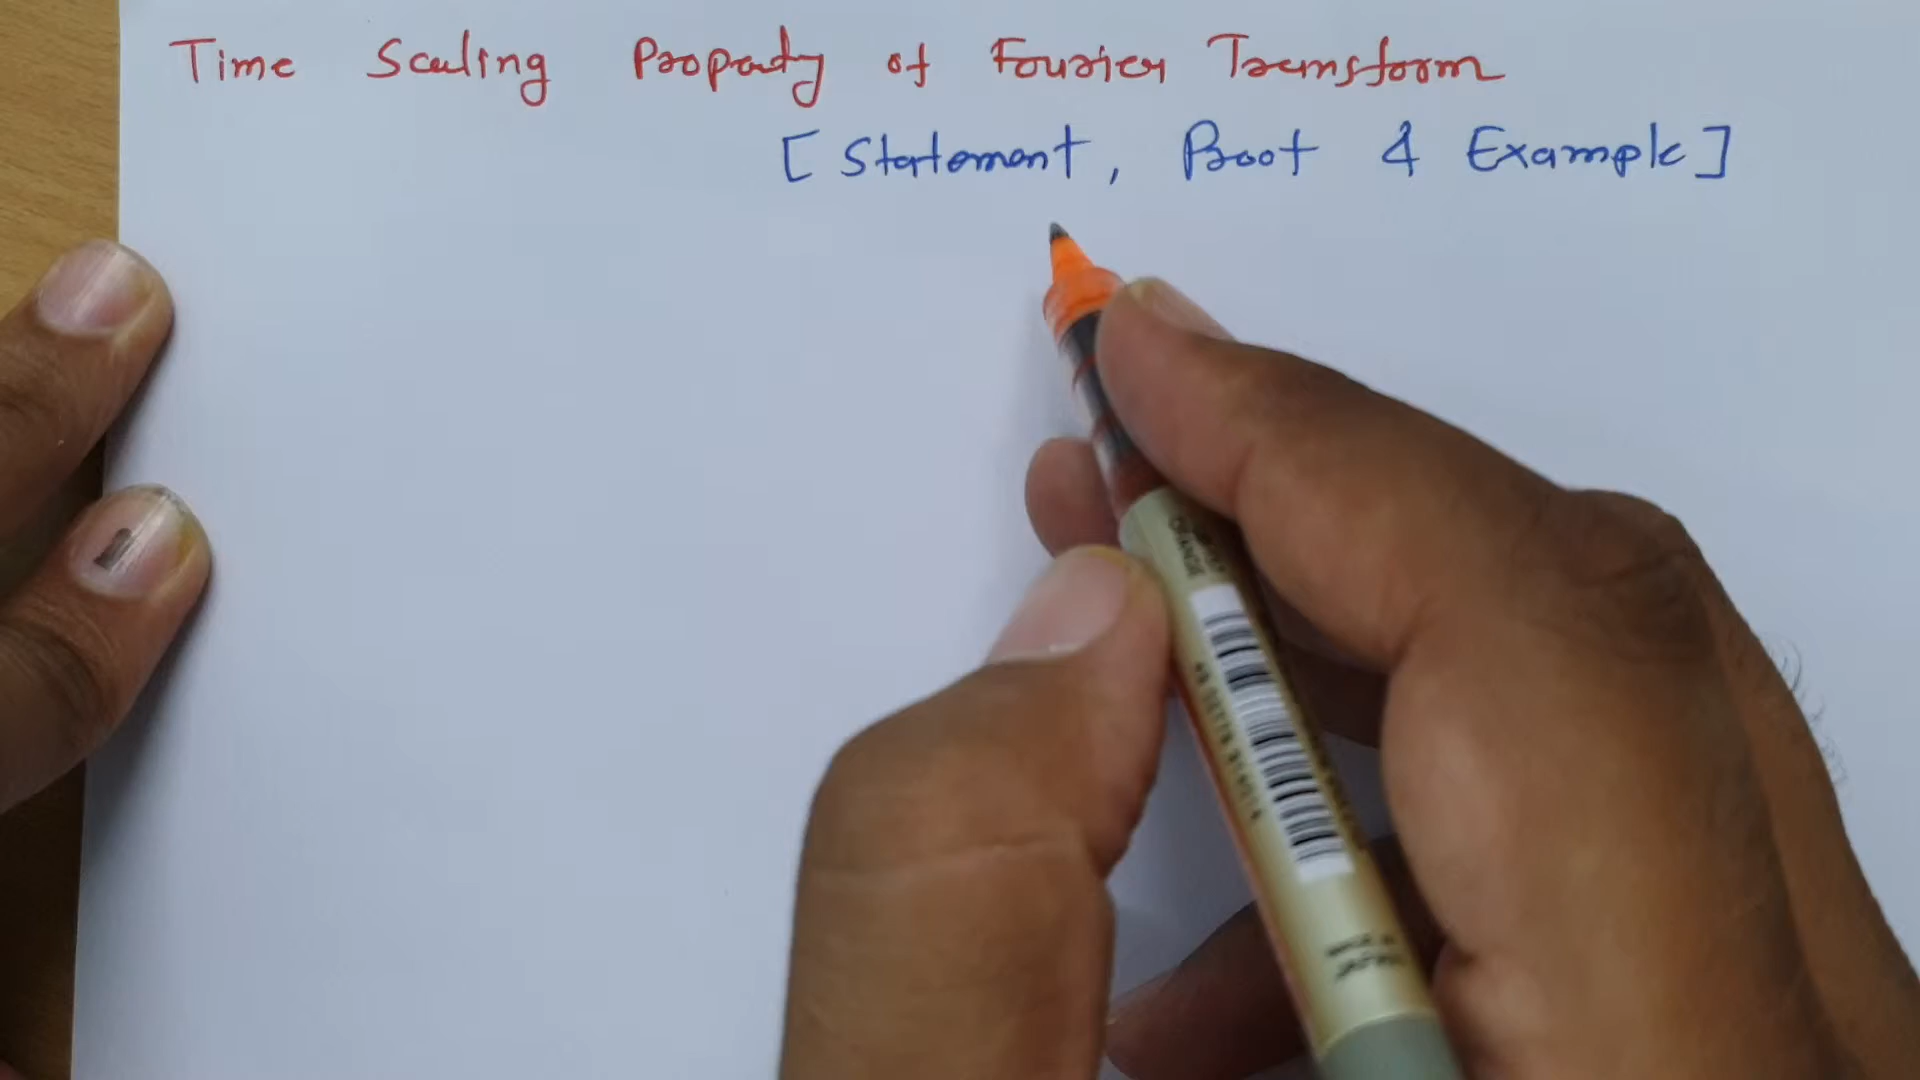 Time Scaling Property of Fourier Transform
[Statement, Proof & Example]